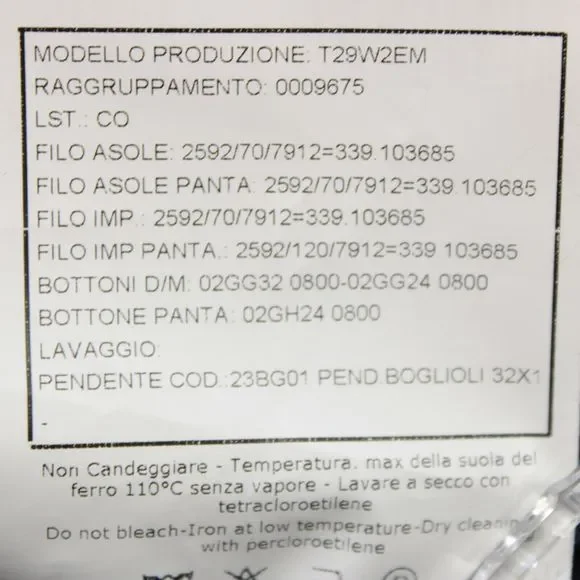 MODELLO PRODUZIONE: T29W2EM
RAGGRUPPAMENTO: 0009675
LST.: CO
FILO ASOLE: 2592/70/7912=339.103685
FILO ASOLE PANTA: 2592/70/7912=339.103685
FILO IMP.: 2592/70/7912=339.103685
FILO IMP PANTA.: 2592/120/7912=339 103685
BOTTONI D/M: 02GG32 0800-02GG24 0800
BOTTONE PANTA: 02GH24 0800
LAVAGGIO:
PENDENTE COD.:23BG01 PEND.BOGLIOLI 32X1
-
Non Candeggiare - Temperatura. max della suola del
ferro 110°C senza vapore - Lavare a secco con
tetracloroetilene
Do not bleach-Iron at low temperature-Dry cleaning
with percloroetilene